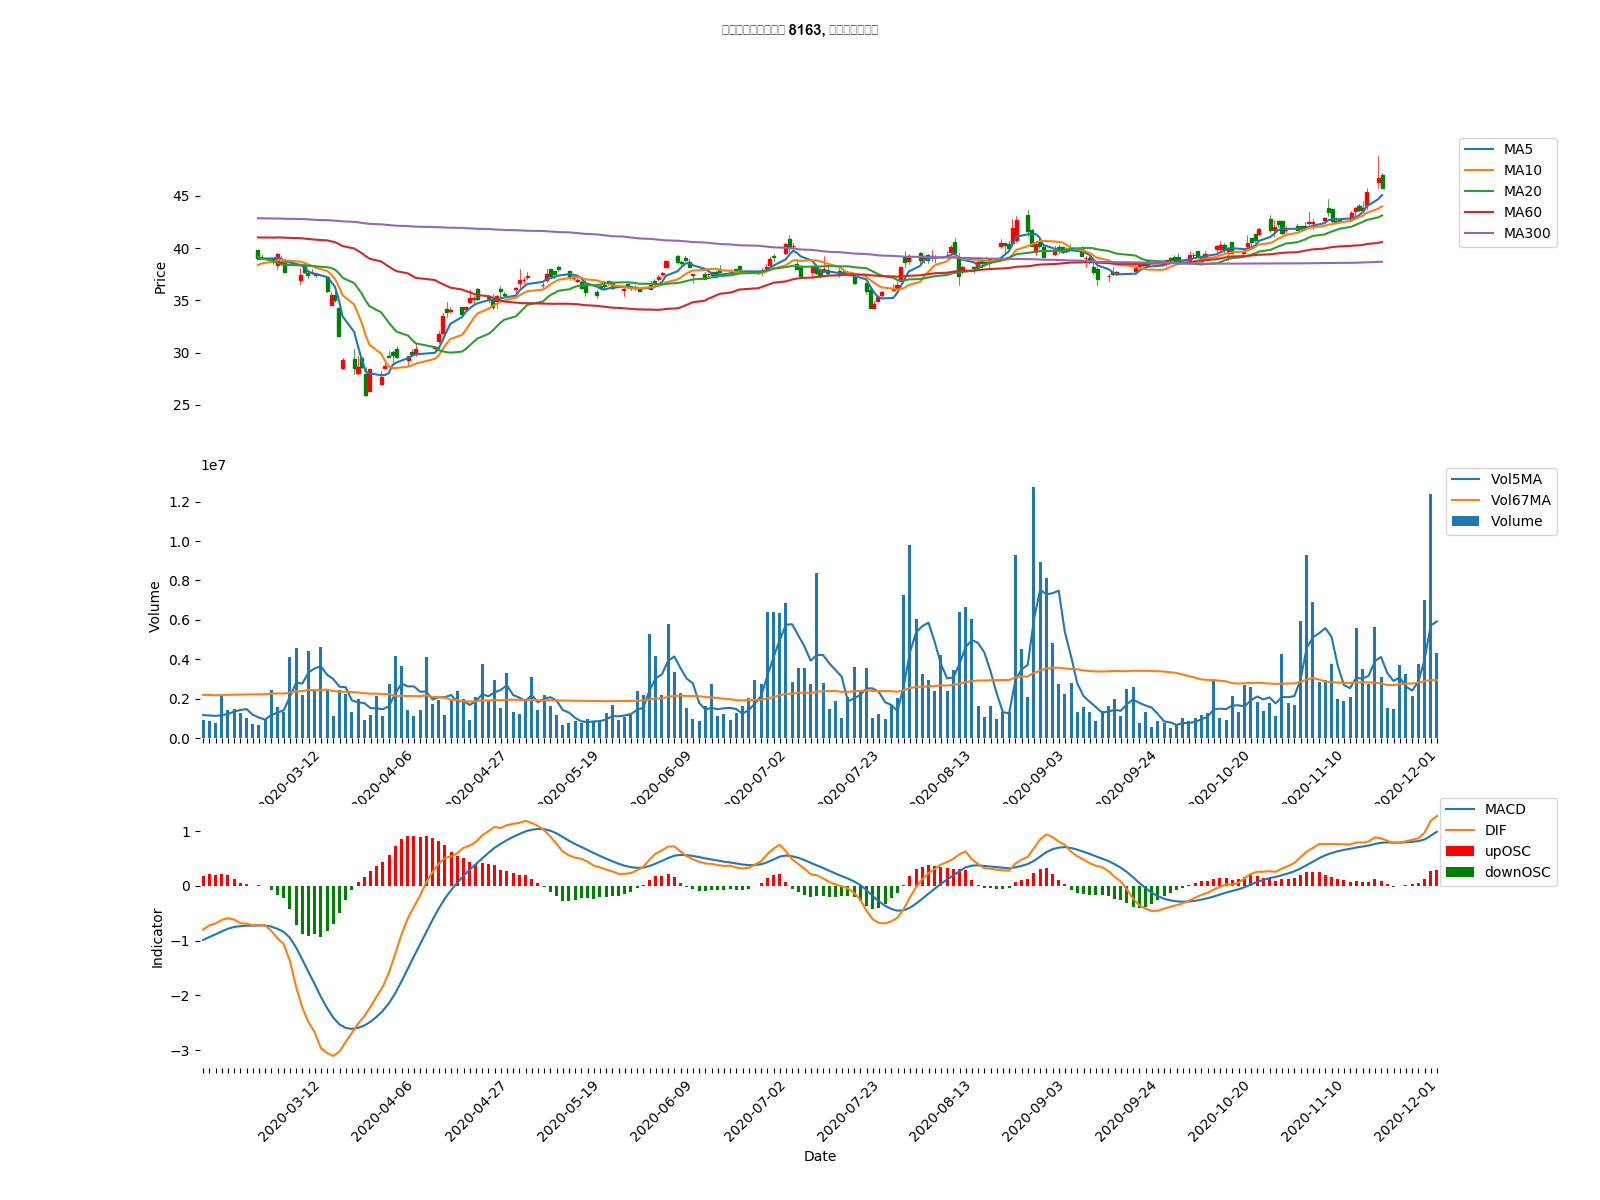 8163,
MA5
MA10
MA20
MA60
MA300
Price
45
40
35
30
25
1e7
Vol5MA
Vol67MA
Volume
Volume
1.2
1.0
0.8
0.6
0.4
0.2
0.0
2020-03-12 2020-04-06 2020-04-27 2020-05-19 2020-06-09 2020-07-02 2020-07-23 2020-08-13 2020-09-03 2020-09-24 2020-10-20 2020-11-10 2020-12-01
MACD
DIF
upOSC
downOSC
Indicator
1
0
−1
−2
−3
2020-03-12 2020-04-06 2020-04-27 2020-05-19 2020-06-09 2020-07-02 2020-07-23 2020-08-13 2020-09-03 2020-09-24 2020-10-20 2020-11-10 2020-12-01
Date